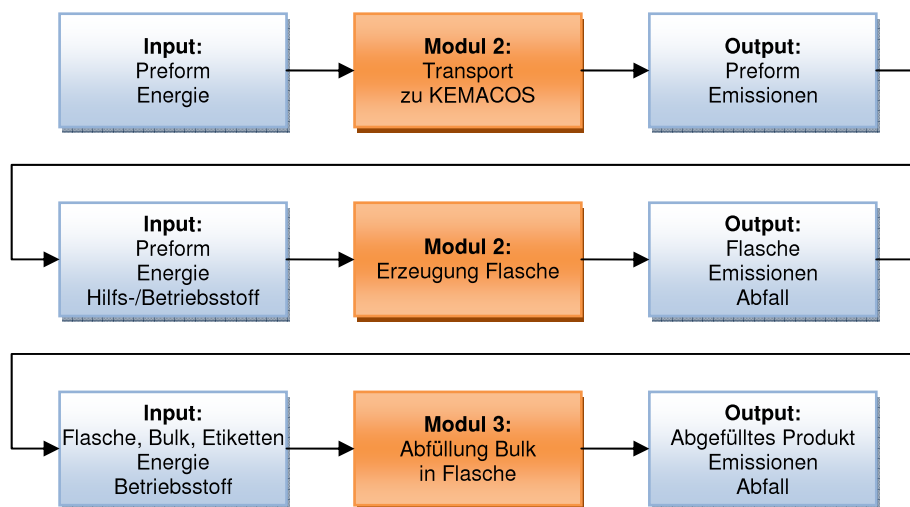 Input:
Preform
Energie
Modul 2:
Transport
zu KEMACOS
Output:
Preform
Emissionen
Input:
Preform
Energie
Hilfs-/Betriebsstoff
Modul 2:
Erzeugung Flasche
Output:
Flasche
Emissionen
Abfall
Input:
Flasche, Bulk, Etiketten
Energie
Betriebsstoff
Modul 3:
Abfüllung Bulk
in Flasche
Output:
Abgefülltes Produkt
Emissionen
Abfall